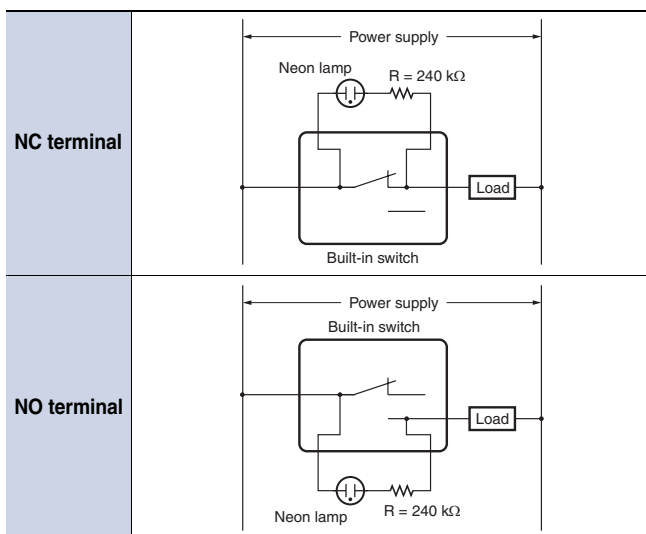 NC terminal
Power supply
Neon lamp
R = 240 kΩ
Load
Built-in switch
NO terminal
Power supply
Built-in switch
Load
Neon lamp
R = 240 kΩ